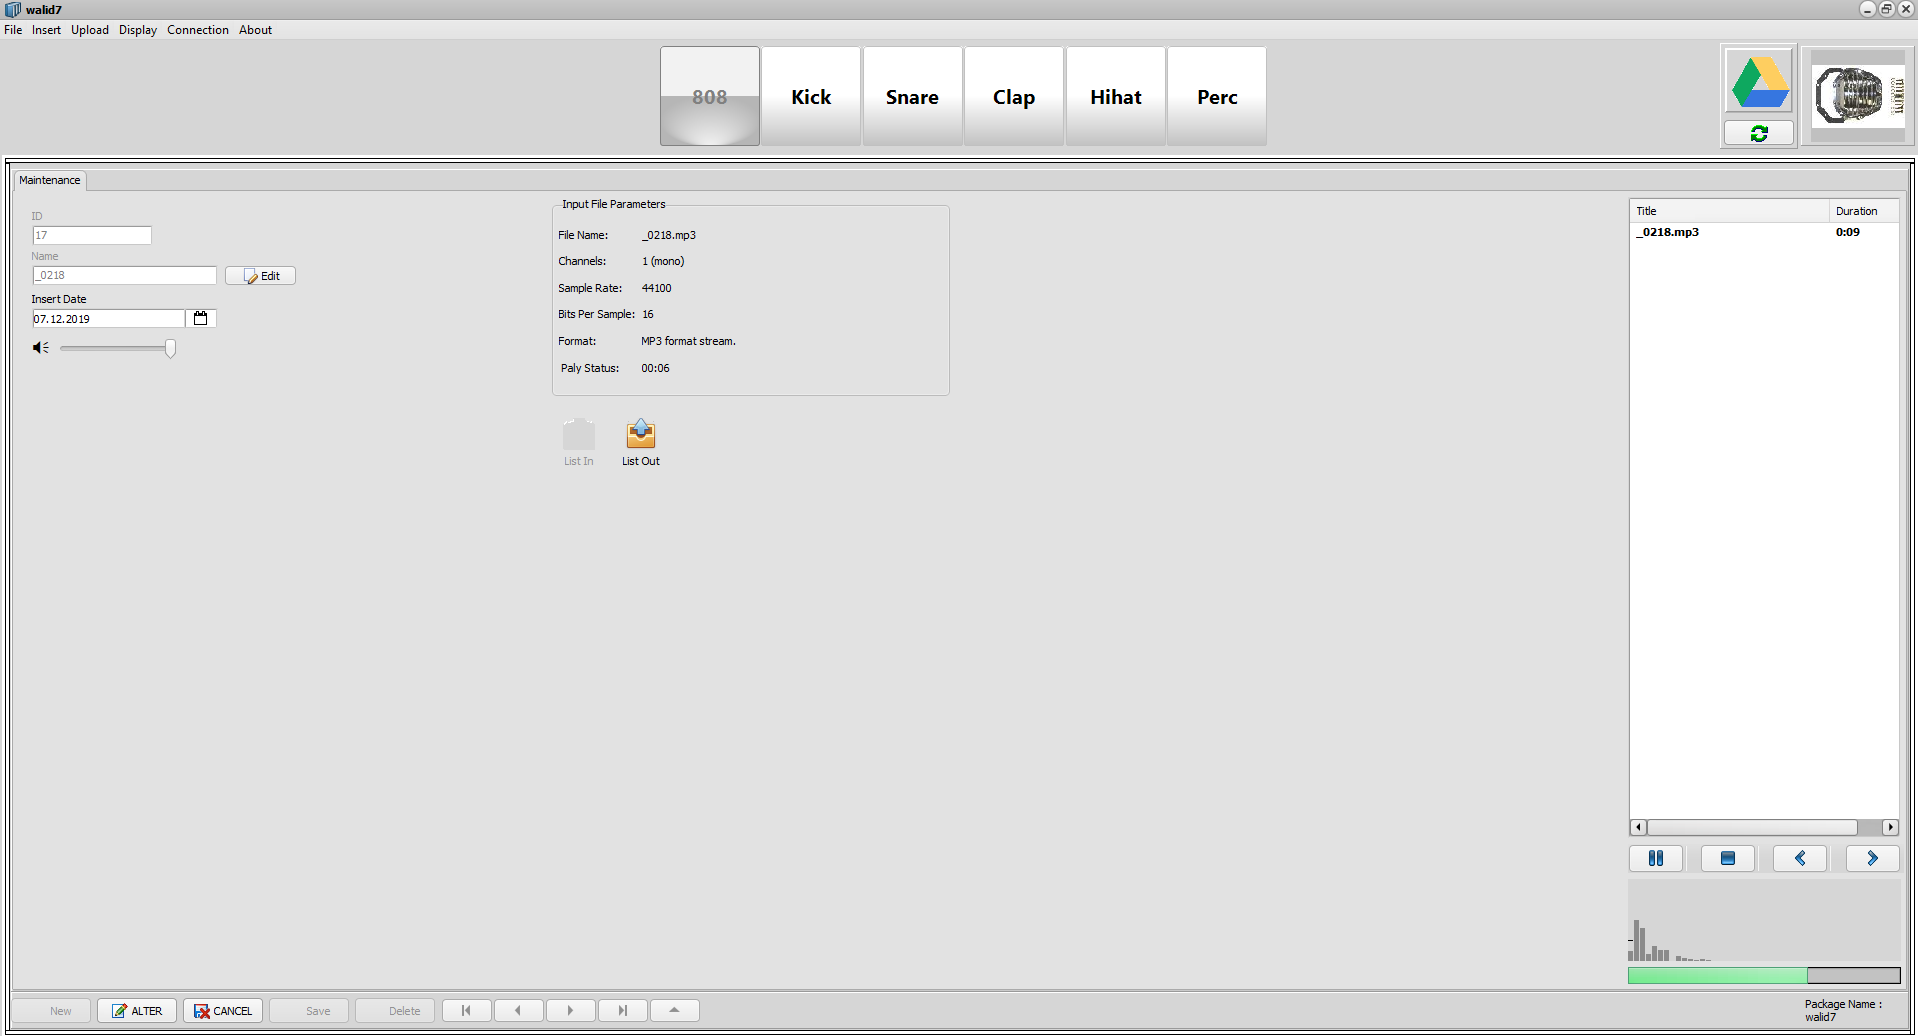 walid7
File Insert Upload Display Connection About
808 Kick Snare Clap Hihat Perc
Maintenance
ID
17
Name
_0218
Edit
Insert Date
07.12.2019
Input File Parameters
File Name: _0218.mp3
Channels: 1 (mono)
Sample Rate: 44100
Bits Per Sample: 16
Format: MP3 format stream.
Paly Status: 00:06
List In List Out
Title Duration
_0218.mp3 0:09
New ALTER CANCEL Save Delete
Package Name :
walid7